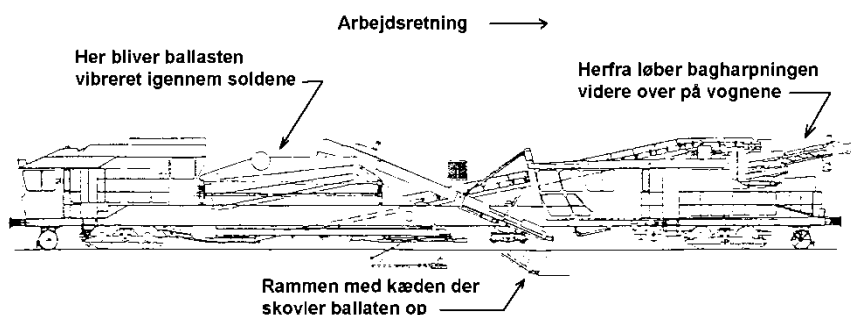 Arbejdsretning
Her bliver ballasten
vibreret igennem soldene
Herfra løber bagharpningen
videre over på vognene
Rammen med kæden der
skovler ballaten op